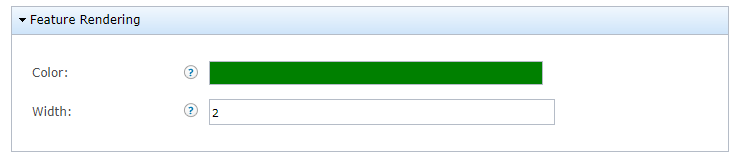 Feature Rendering
Color: ?
Width: ? 2